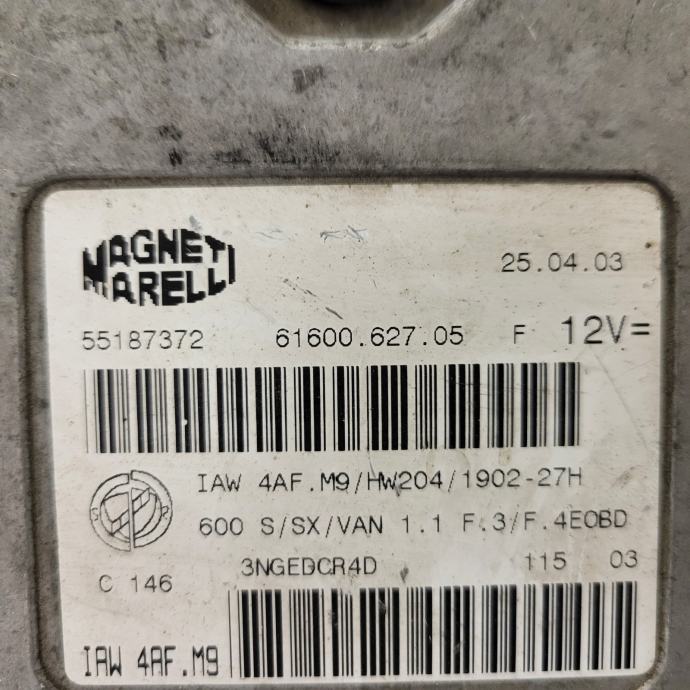 MAGNETI
MARELLI
25.04.03
55187372 61600.627.05 F 12V=
IAW 4AF.M9/HW204/1902-27H
600 S/SX/VAN 1.1 F.3/F.4EOBD
3NGEDCR4D 115 03
C 146
IAW 4AF.M9